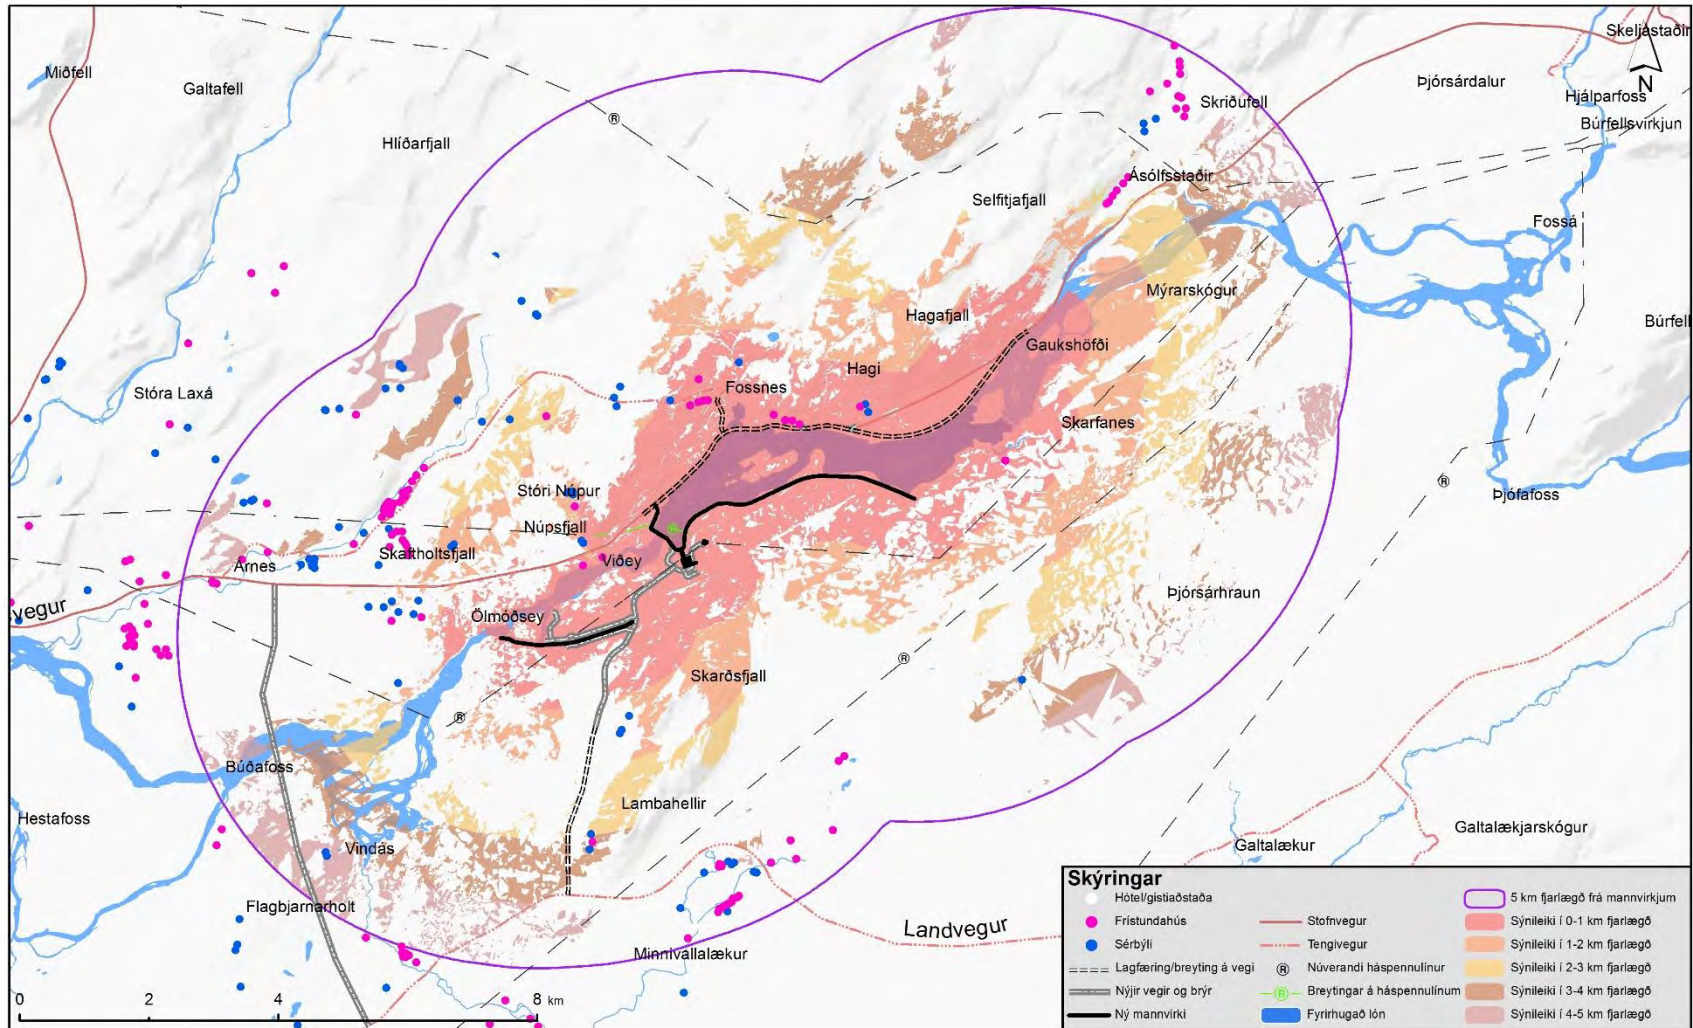 Skeljastaðir
Miðfell
Galtafell
Þjórsárdalur
N
Hjálparfoss
Skriðufell
Búrfellsvirkjun
R
Hlíðarfjall
Ásólfsstaðir
Selfitjafjall
Fossá
Mýrarskógur
Hagafjall
Búrfell
Gaukshöfði
Hagi
Stóra Laxá
Fossnes
Skarfanes
R
Stóri Núpur
Þjófafoss
Núpsfjall
R
Skaftholtsfjall
Viðey
Árnes
Þjórsárhraun
vegur
Ölmóðsey
R
Skarðsfjall
R
Búðafoss
Lambahellir
Hestafoss
Galtalækjarskógur
Vindás
Galtalækur
Flagbjarnarholt
Landvegur
Minnivallalækur
0 2 4 8 km
Skýringar
Hótel/gistiaðstaða
Frístundahús
Sérbýli
Lagfæring/breyting á vegi
Nýjir vegir og brýr
Ný mannvirki
Stofnvegur
Tengivegur
R Núverandi háspennulínur
R Breytingar á háspennulínum
Fyrirhugað lón
5 km fjarlægð frá mannvirkjum
Sýnileiki í 0-1 km fjarlægð
Sýnileiki í 1-2 km fjarlægð
Sýnileiki í 2-3 km fjarlægð
Sýnileiki í 3-4 km fjarlægð
Sýnileiki í 4-5 km fjarlægð